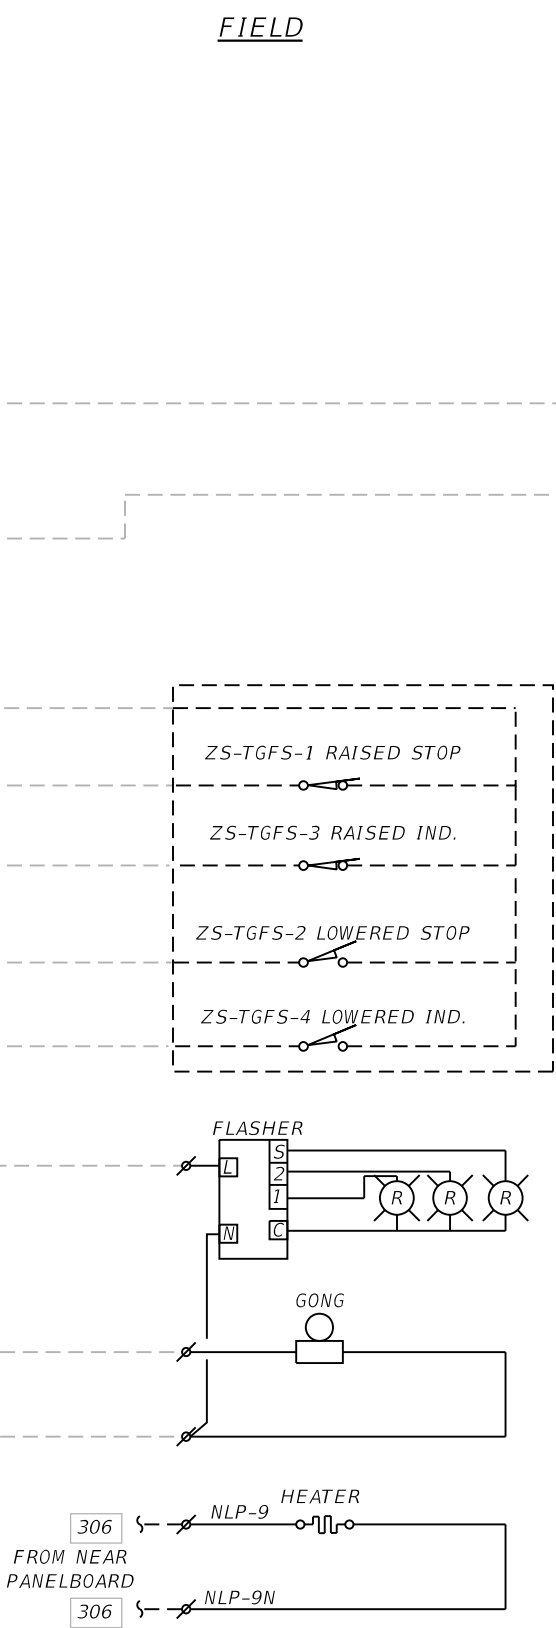 FIELD
ZS-TGFS-1 RAISED STOP
ZS-TGFS-3 RAISED IND.
ZS-TGFS-2 LOWERED STOP
ZS-TGFS-4 LOWERED IND.
FLASHER
S
L
2
1
R R R
N
C
GONG
HEATER
NLP-9
306
FROM NEAR
PANELBOARD
NLP-9N
306